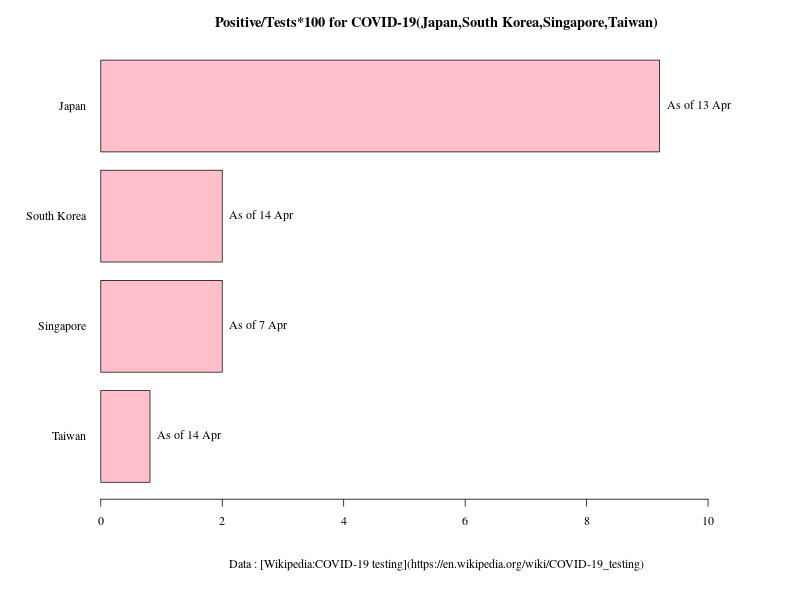 Positive/Tests*100 for COVID-19(Japan,South Korea,Singapore,Taiwan)
Japan
As of 13 Apr
South Korea
As of 14 Apr
Singapore
As of 7 Apr
Taiwan
As of 14 Apr
0 2 4 6 8 10
Data : [Wikipedia:COVID-19 testing](https://en.wikipedia.org/wiki/COVID-19_testing)